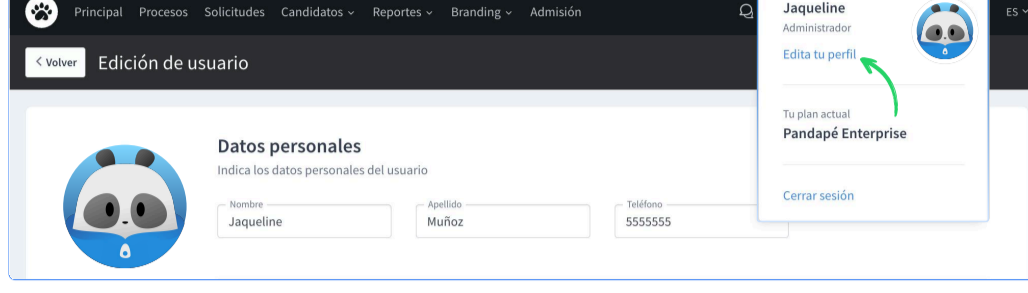 Principal Procesos Solicitudes Candidatos Reportes Branding Admisión ES
Jaqueline
Administrador
Edita tu perfil
Tu plan actual
Pandapé Enterprise
Cerrar sesión
Volver Edición de usuario
Datos personales
Indica los datos personales del usuario
Nombre Apellido Teléfono
Jaqueline Muñoz 5555555